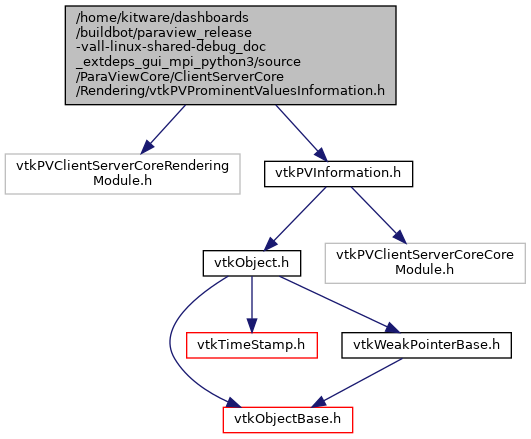 /home/kitware/dashboards
/buildbot/paraview_release
-vall-linux-shared-debug_doc
_extdeps_gui_mpi_python3/source
/ParaViewCore/ClientServerCore
/Rendering/vtkPVProminentValuesInformation.h
vtkPVClientServerCoreRendering
Module.h
vtkPVInformation.h
vtkObject.h
vtkPVClientServerCoreCore
Module.h
vtkTimeStamp.h
vtkWeakPointerBase.h
vtkObjectBase.h